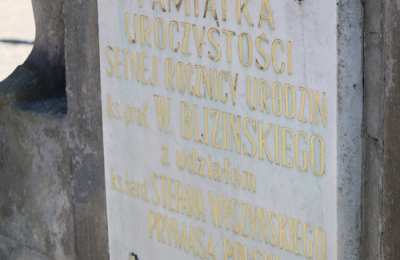 PAMIĄTKA
UROCZYSTOŚCI
SETNEJ ROCZNICY URODZIN
ks. prał. W. BLIZIŃSKIEGO
z udziałem
ks. kard. STEFANA WYSZYŃSKIEGO
PRYMASA